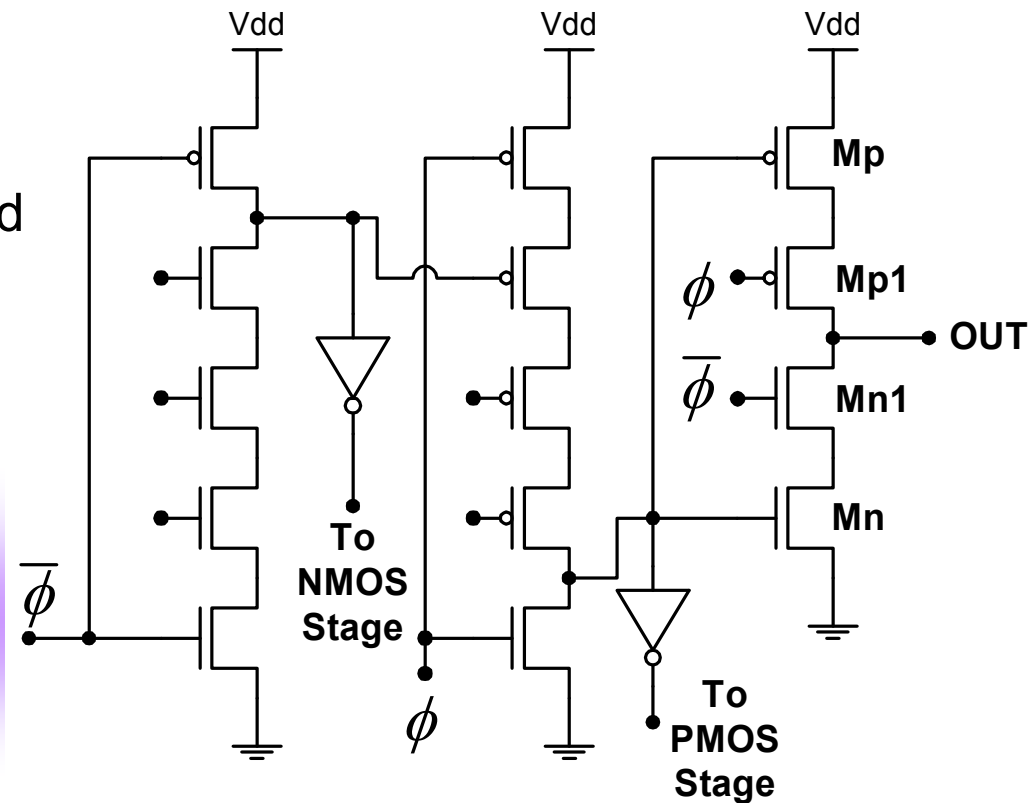 Vdd
Vdd
Vdd
Mp
d
ϕ
Mp1
OUT
ϕ̅
Mn1
To
NMOS
Stage
Mn
ϕ̅
ϕ
To
PMOS
Stage